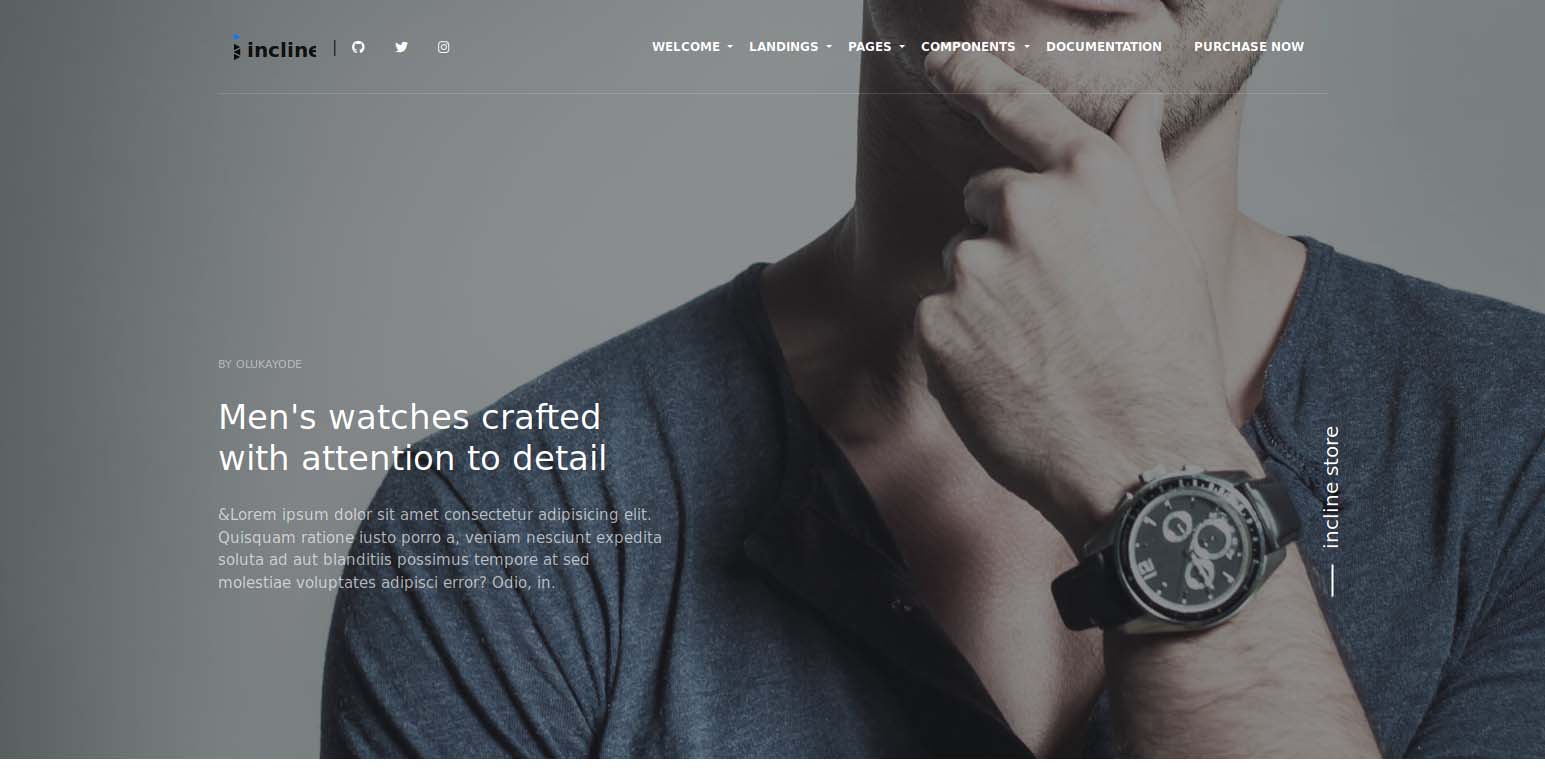 incline
WELCOME LANDINGS PAGES COMPONENTS DOCUMENTATION PURCHASE NOW
BY OLUKAYODE
Men's watches crafted
with attention to detail
&Lorem ipsum dolor sit amet consectetur adipisicing elit.
Quisquam ratione iusto porro a, veniam nesciunt expedita
soluta ad aut blanditiis possimus tempore at sed
molestiae voluptates adipisci error? Odio, in.
incline store
12